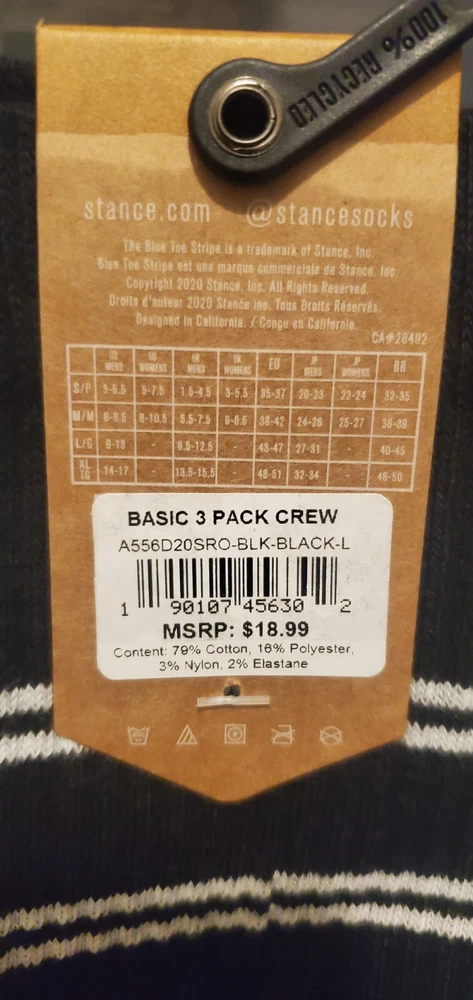 100% RECYCLED
stance.com @stancesocks
The Blue Toe Stripe is a trademark of Stance, Inc.
Blue Toe Stripe est une marque commerciale de Stance, Inc.
Copyright 2020 Stance, Inc. All Rights Reserved.
Droits d'auteur 2020 Stance Inc. Tous Droits Réservés.
Designed in California. / Conçu en Californie.
CA#26492
US MENS US WOMENS UK MENS UK WOMENS EU JP MENS JP WOMENS BR
S/P 3-5.5 5-7.5 1.5-4.5 3-5.5 35-37 20-23 22-24 32-35
M/M 6-8.5 8-10.5 5.5-7.5 6-8.5 38-42 24-26 25-27 36-39
L/G 9-13 - 8.5-12.5 - 43-47 27-31 - 40-45
XL TG 14-17 - 13.5-15.5 - 48-51 32-34 - 46-50
BASIC 3 PACK CREW
A556D20SRO-BLK-BLACK-L
1 90107 45630 2
MSRP: $18.99
Content: 79% Cotton, 16% Polyester,
3% Nylon, 2% Elastane